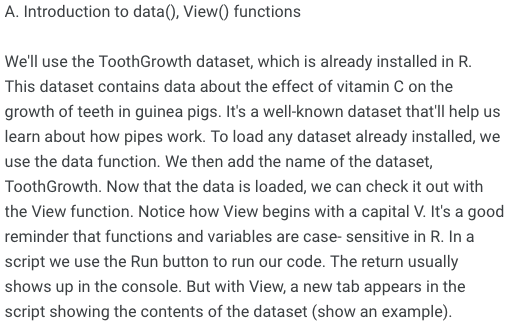 A. Introduction to data(), View() functions
We'll use the ToothGrowth dataset, which is already installed in R.
This dataset contains data about the effect of vitamin C on the
growth of teeth in guinea pigs. It's a well-known dataset that'll help us
learn about how pipes work. To load any dataset already installed, we
use the data function. We then add the name of the dataset,
ToothGrowth. Now that the data is loaded, we can check it out with
the View function. Notice how View begins with a capital V. It's a good
reminder that functions and variables are case- sensitive in R. In a
script we use the Run button to run our code. The return usually
shows up in the console. But with View, a new tab appears in the
script showing the contents of the dataset (show an example).